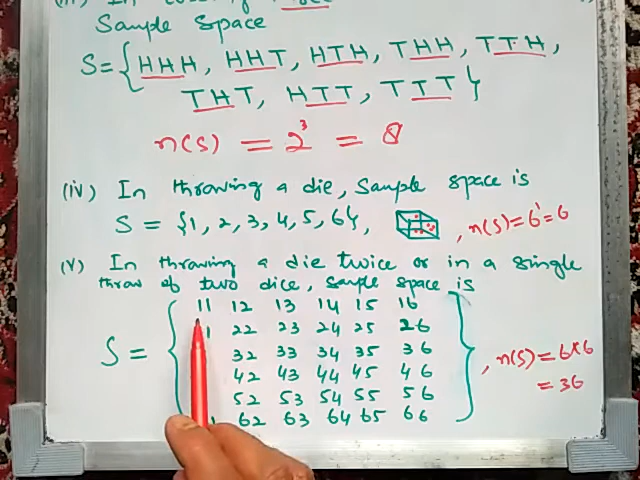 (iii) In
Sample Space
S={HHH, HHT, HTH, THH, TTH,
THT, HTT, TTT}
n(S) = 2³ = 8
(iv) In throwing a die, Sample space is
S = {1, 2, 3, 4, 5, 6}, , n(S)=6¹=6
(v) In throwing a die twice or in a single
throw of two dice, Sample space is
11 12 13 14 15 16
1 22 23 24 25 26
S = { 32 33 34 35 36 } , n(S)=6×6
42 43 44 45 46 = 36
52 53 54 55 56
62 63 64 65 66